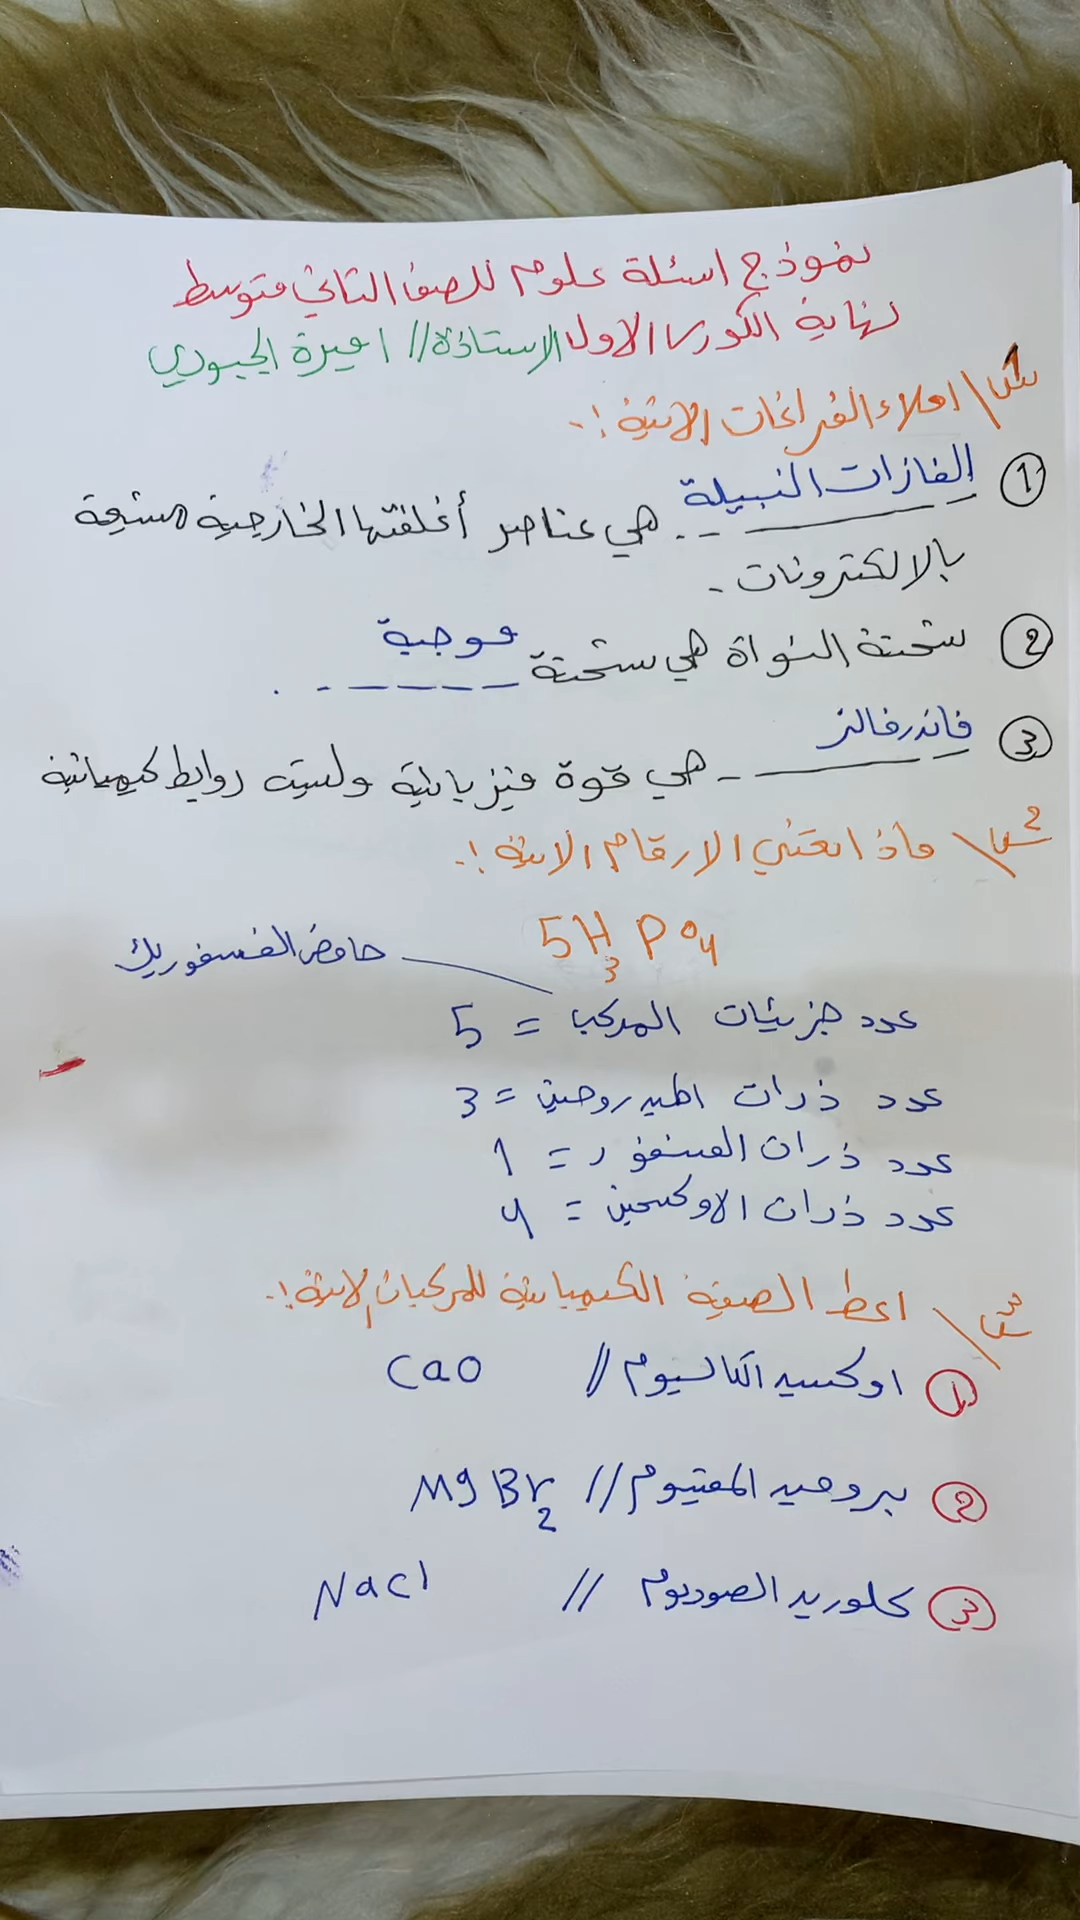 نموذج اسئلة علوم للصف الثاني متوسط
نهاية الكورس الاول الاستاذة // اميرة الجبوري
س1 \ املاء الفراغات الاتية :.
① الغازات النبيلة هي عناصر أغلفتها الخارجية مشبعة
بالالكترونات .
② شحنة النواة هي شحنة موجبة .
③ فاندرفالز هي قوة فيزيائية وليست روابط كيميائية
س2 \ ماذا تعني الارقام الاتية :.
5H3PO4
حامض الفسفوريك
عدد جزيئات المركب = 5
عدد ذرات الهيدروجين = 3
عدد ذرات الفسفور = 1
عدد ذرات الاوكسجين = 4
س3 \ اعط الصيغة الكيميائية للمركبات الاتية :.
① اوكسيد الكالسيوم // CaO
② بروميد المغنيسيوم // MgBr2
③ كلوريد الصوديوم // NaCl